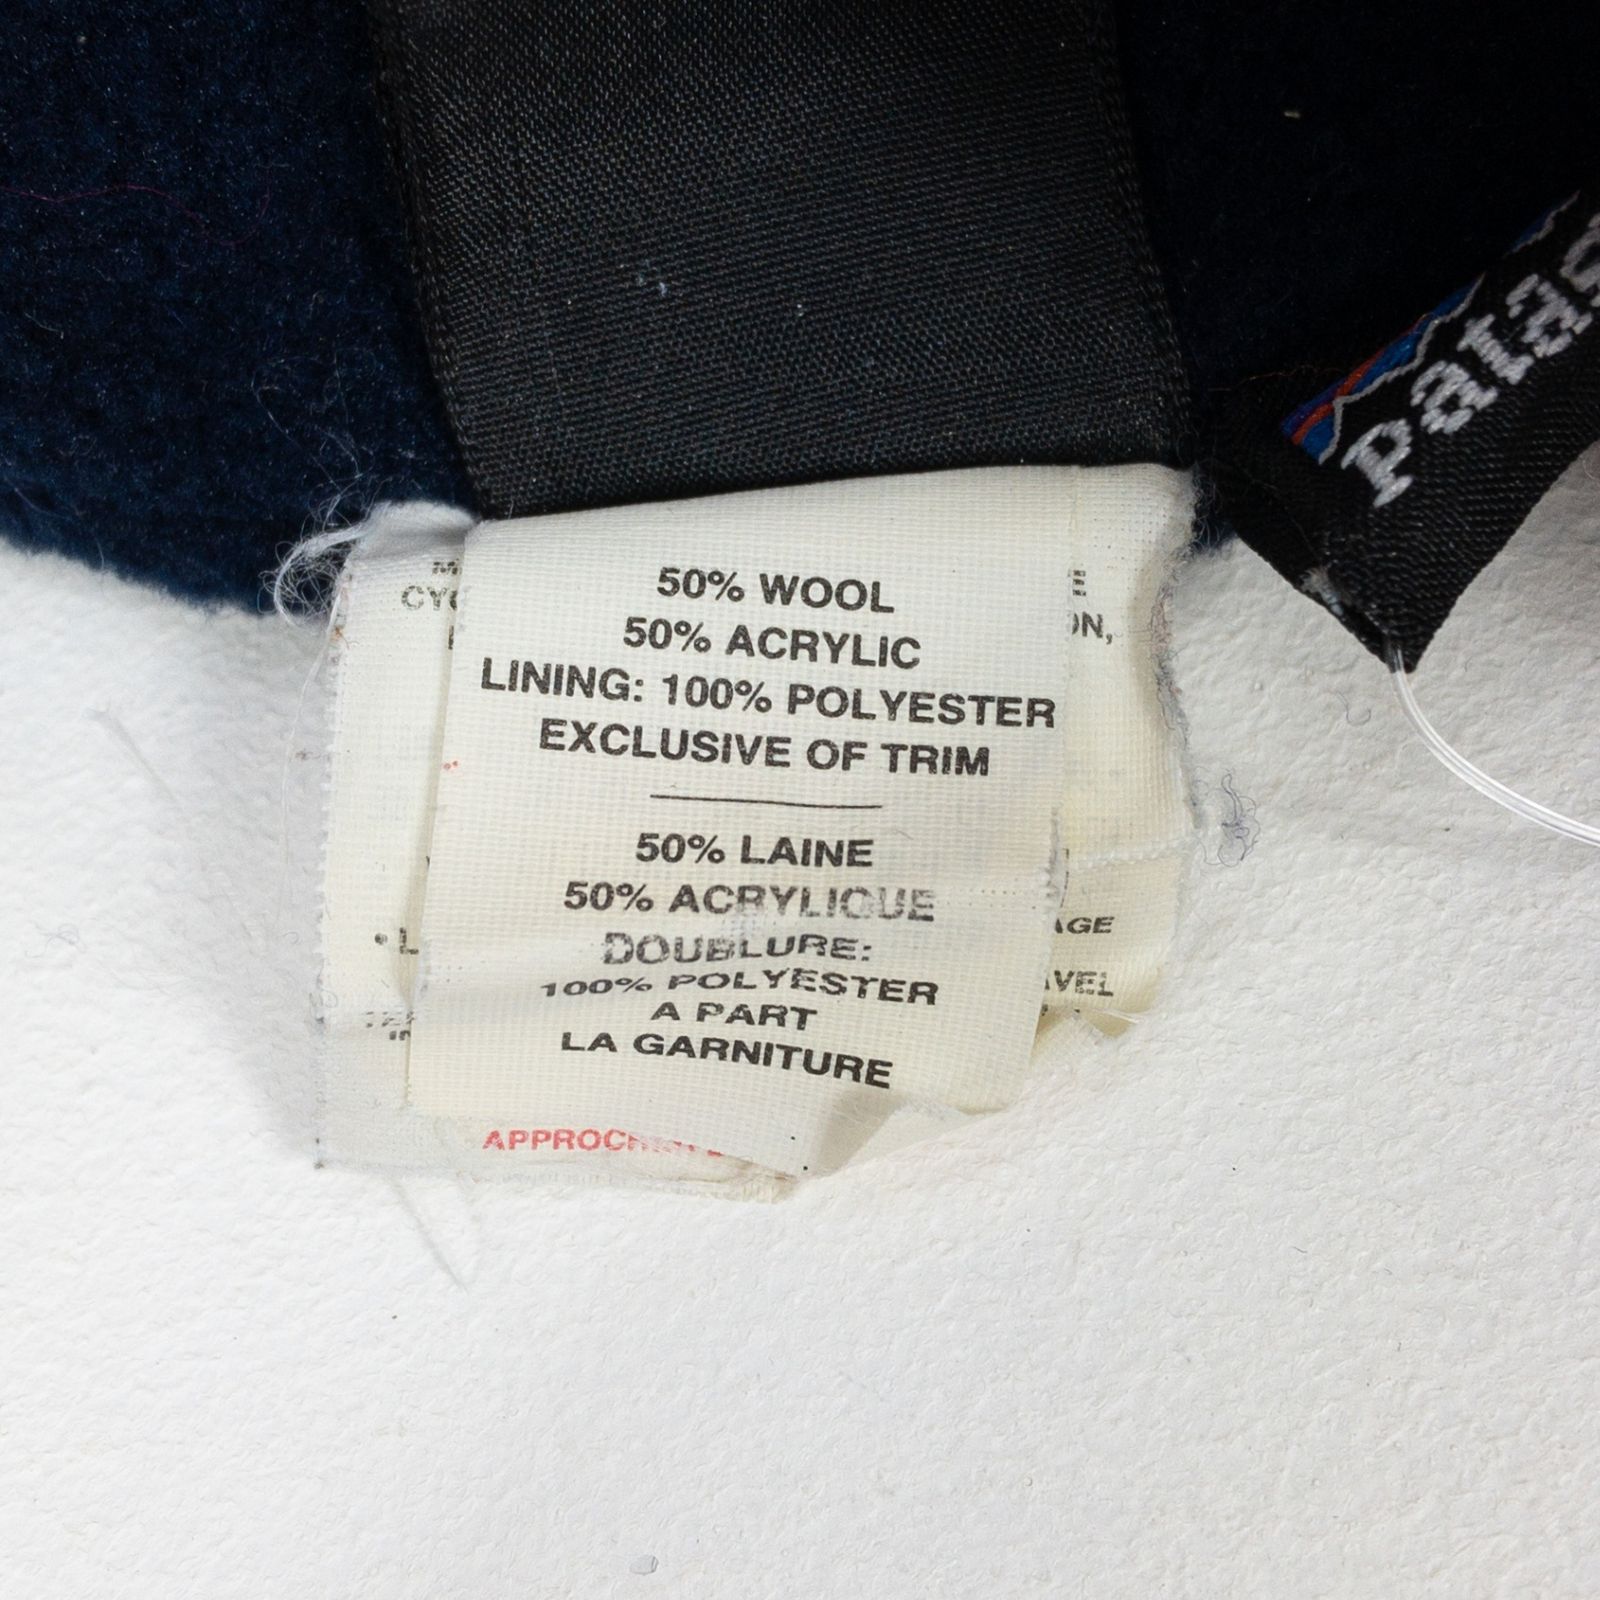 patag
50% WOOL
50% ACRYLIC
LINING: 100% POLYESTER
EXCLUSIVE OF TRIM
50% LAINE
50% ACRYLIQUE
DOUBLURE:
100% POLYESTER
A PART
LA GARNITURE